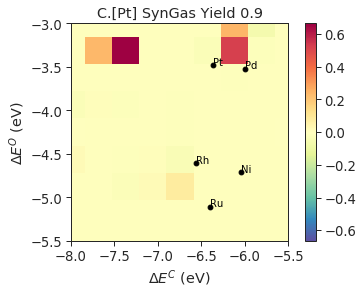 C.[Pt] SynGas Yield 0.9
−3.0
−3.5
−4.0
−4.5
−5.0
−5.5
ΔE^O (eV)
Pt
Pd
Rh
Ni
Ru
−8.0 −7.5 −7.0 −6.5 −6.0 −5.5
ΔE^C (eV)
0.6
0.4
0.2
0.0
−0.2
−0.4
−0.6